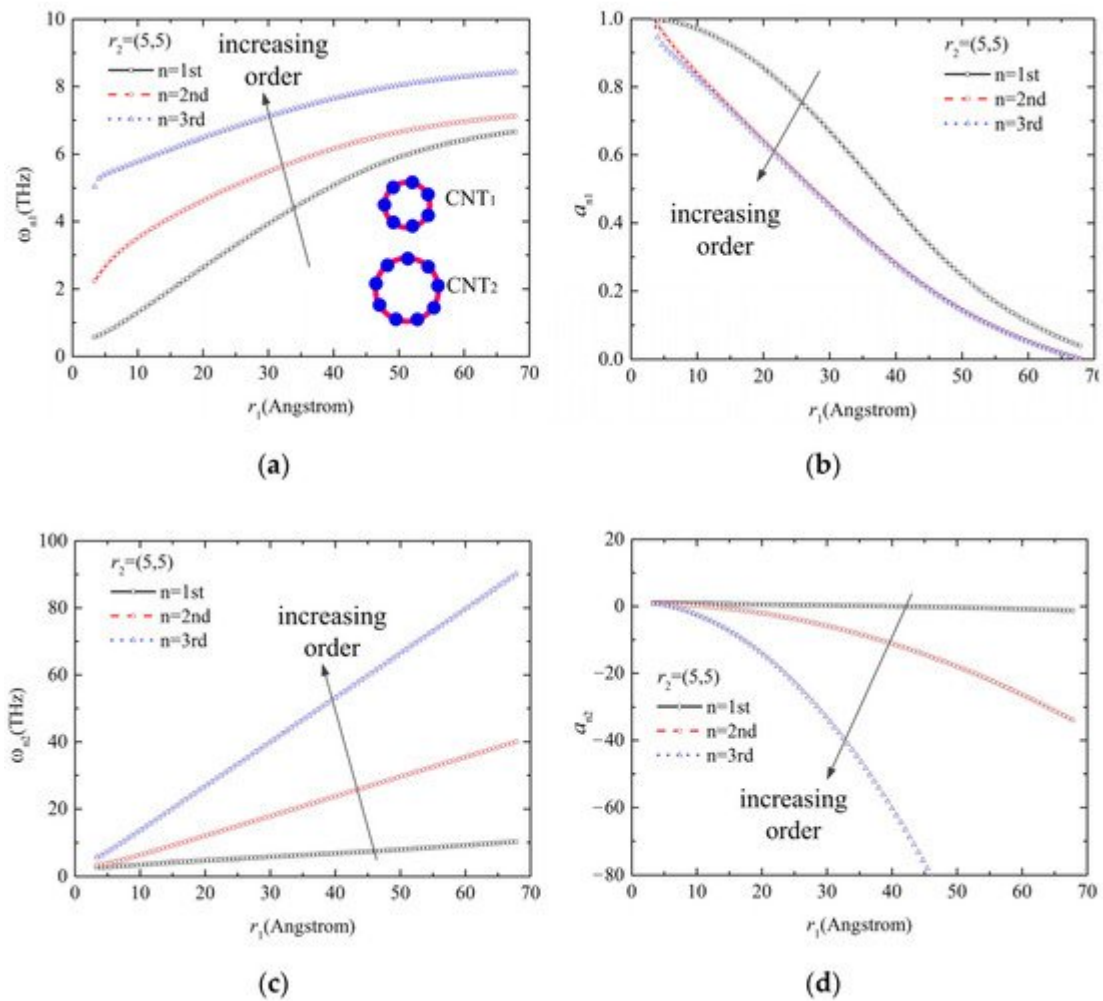 10
8
6
4
2
0
ωn1(THz)
r2=(5,5)
n=1st
n=2nd
n=3rd
increasing
order
CNT1
CNT2
0 10 20 30 40 50 60 70
r1(Angstrom)
(a)
1.0
0.8
0.6
0.4
0.2
0.0
an1
r2=(5,5)
n=1st
n=2nd
n=3rd
increasing
order
0 10 20 30 40 50 60 70
r1(Angstrom)
(b)
100
80
60
40
20
0
ωn2(THz)
r2=(5,5)
n=1st
n=2nd
n=3rd
increasing
order
0 10 20 30 40 50 60 70
r1(Angstrom)
(c)
20
0
−20
−40
−60
−80
an2
r2=(5,5)
n=1st
n=2nd
n=3rd
increasing
order
0 10 20 30 40 50 60 70
r1(Angstrom)
(d)